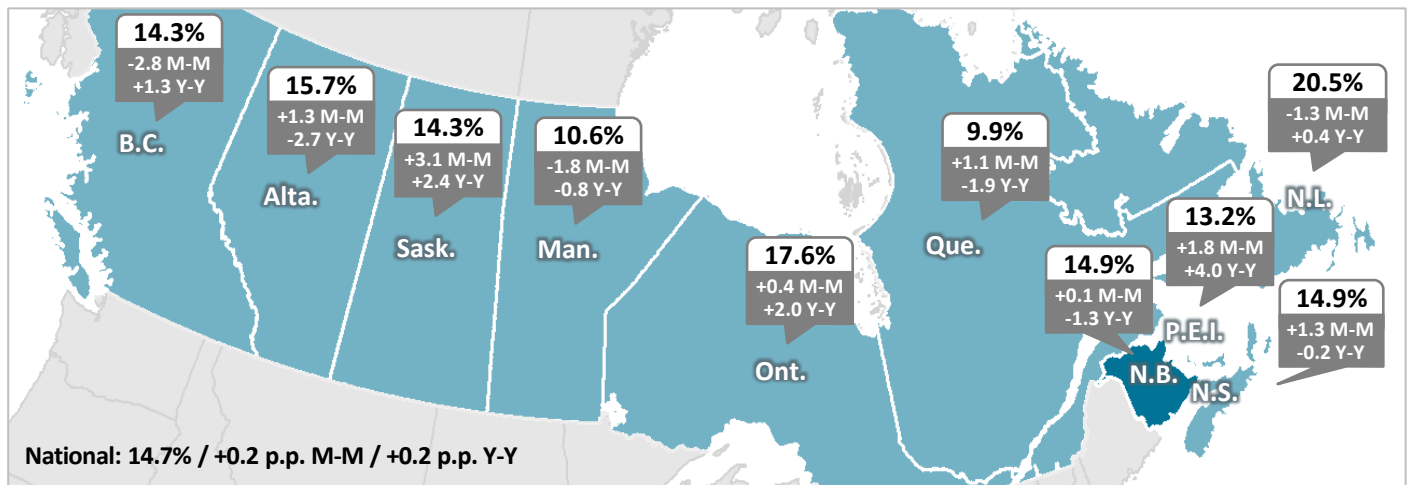 14.3%
-2.8 M-M
+1.3 Y-Y
B.C.
15.7%
+1.3 M-M
-2.7 Y-Y
Alta.
14.3%
+3.1 M-M
+2.4 Y-Y
Sask.
10.6%
-1.8 M-M
-0.8 Y-Y
Man.
17.6%
+0.4 M-M
+2.0 Y-Y
Ont.
9.9%
+1.1 M-M
-1.9 Y-Y
Que.
14.9%
+0.1 M-M
-1.3 Y-Y
N.B.
13.2%
+1.8 M-M
+4.0 Y-Y
P.E.I.
20.5%
-1.3 M-M
+0.4 Y-Y
N.L.
14.9%
+1.3 M-M
-0.2 Y-Y
N.S.
National: 14.7% / +0.2 p.p. M-M / +0.2 p.p. Y-Y